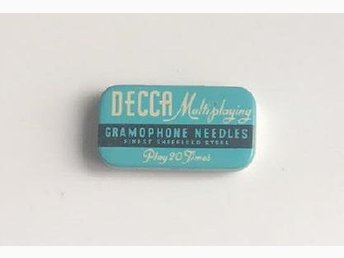 DECCA Multiplaying
GRAMOPHONE NEEDLES
FINEST SHEFFIELD STEEL
Play 20 Times